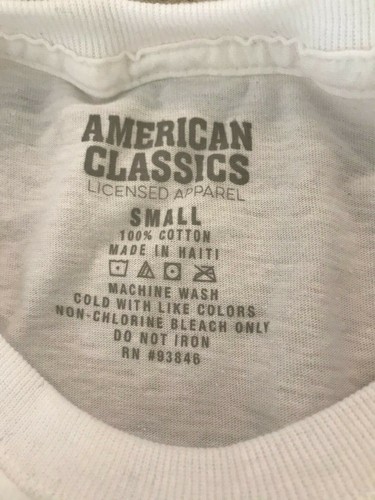 AMERICAN
CLASSICS
LICENSED APPAREL
SMALL
100% COTTON
MADE IN HAITI
MACHINE WASH
COLD WITH LIKE COLORS
NON-CHLORINE BLEACH ONLY
DO NOT IRON
RN #93846